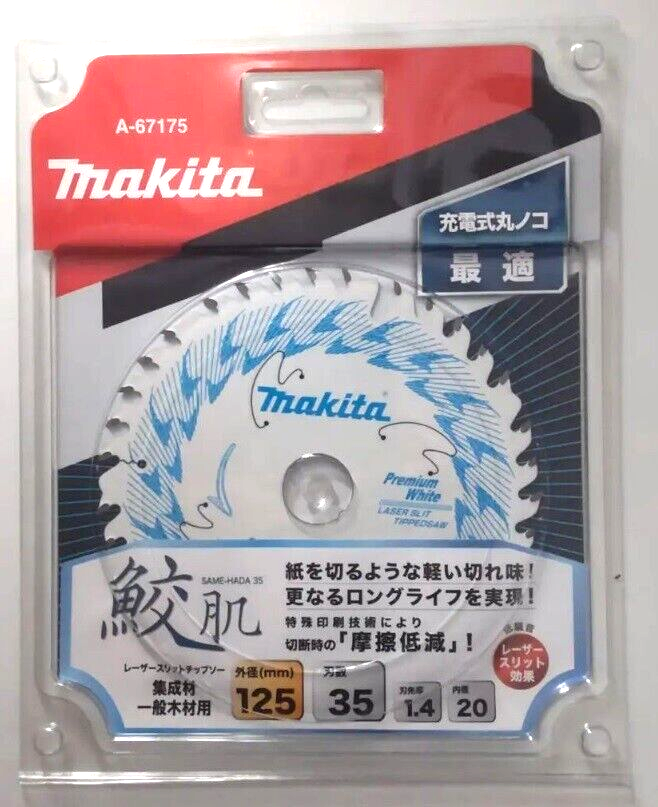 A-67175
makita
充電式丸ノコ
最適
makita
Premium
White
LASER SLIT
TIPPEDSAW
鮫肌
SAME-HADA 35
紙を切るような軽い切れ味!
更なるロングライフを実現!
特殊印刷技術により
切断時の「摩擦低減」!
低騒音
レーザー
スリット
効果
レーザースリットチップソー
集成材
一般木材用
外径(mm)
125
刃数
35
刃先厚
1.4
内径
20